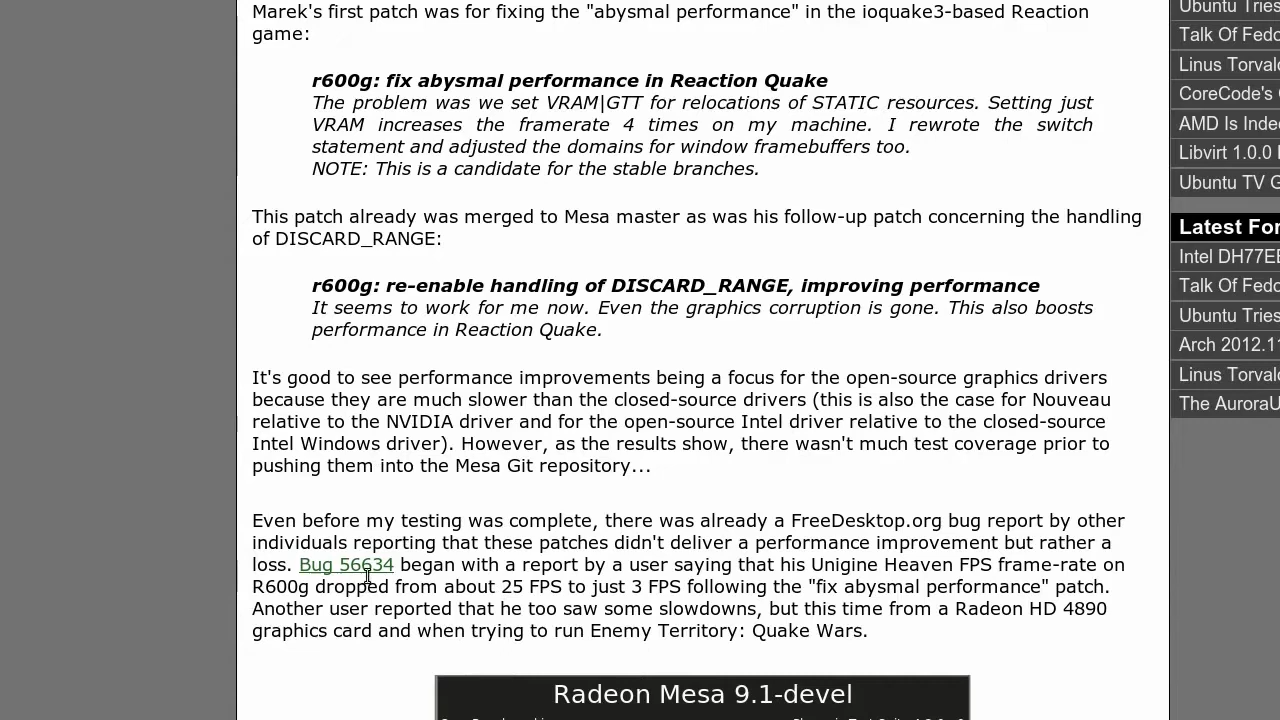 Marek's first patch was for fixing the "abysmal performance" in the ioquake3-based Reaction
game:
r600g: fix abysmal performance in Reaction Quake
The problem was we set VRAM|GTT for relocations of STATIC resources. Setting just
VRAM increases the framerate 4 times on my machine. I rewrote the switch
statement and adjusted the domains for window framebuffers too.
NOTE: This is a candidate for the stable branches.
This patch already was merged to Mesa master as was his follow-up patch concerning the handling
of DISCARD_RANGE:
r600g: re-enable handling of DISCARD_RANGE, improving performance
It seems to work for me now. Even the graphics corruption is gone. This also boosts
performance in Reaction Quake.
It's good to see performance improvements being a focus for the open-source graphics drivers
because they are much slower than the closed-source drivers (this is also the case for Nouveau
relative to the NVIDIA driver and for the open-source Intel driver relative to the closed-source
Intel Windows driver). However, as the results show, there wasn't much test coverage prior to
pushing them into the Mesa Git repository...
Even before my testing was complete, there was already a FreeDesktop.org bug report by other
individuals reporting that these patches didn't deliver a performance improvement but rather a
loss. Bug 56634 began with a report by a user saying that his Unigine Heaven FPS frame-rate on
R600g dropped from about 25 FPS to just 3 FPS following the "fix abysmal performance" patch.
Another user reported that he too saw some slowdowns, but this time from a Radeon HD 4890
graphics card and when trying to run Enemy Territory: Quake Wars.
Radeon Mesa 9.1-devel
Ubuntu Tries
Talk Of Fedo
Linus Torvald
CoreCode's
AMD Is Inde
Libvirt 1.0.0
Ubuntu TV G
Latest For
Intel DH77EB
Talk Of Fedo
Ubuntu Tries
Arch 2012.11
Linus Torvald
The AuroraU